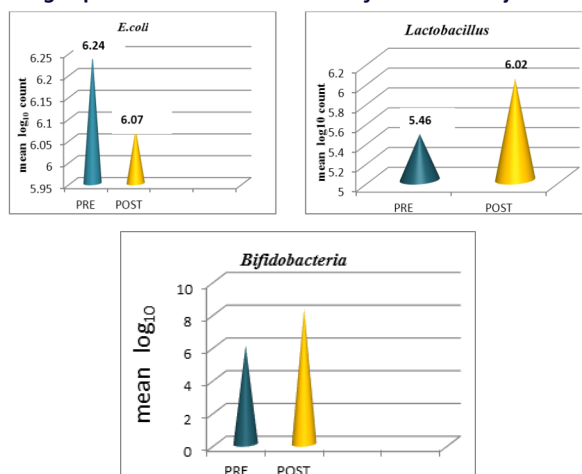 E.coli
mean log10 count
6.25
6.2
6.15
6.1
6.05
6
5.95
6.24
6.07
PRE
POST
Lactobacillus
mean log10 count
6.2
6
5.8
5.6
5.4
5.2
5
5.46
6.02
PRE
POST
Bifidobacteria
mean log10
10
8
6
4
2
0
PRE
POST